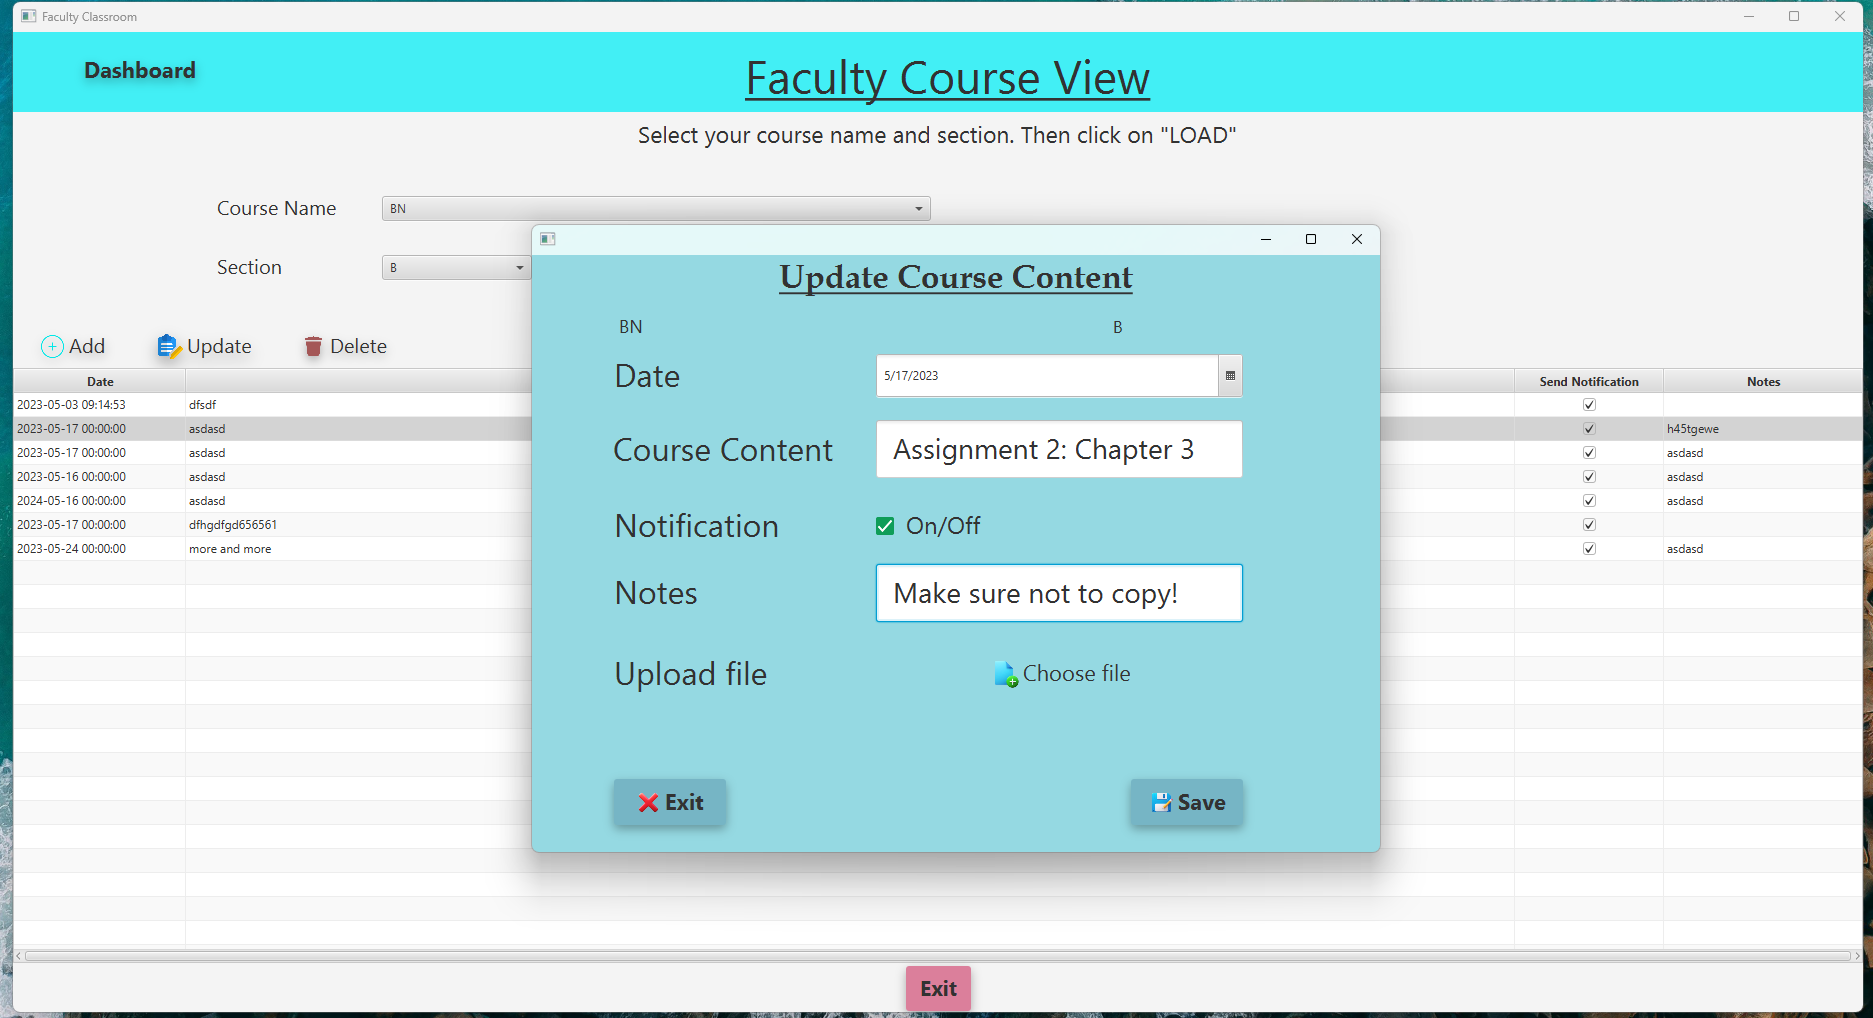 Faculty Classroom
Dashboard
Faculty Course View
Select your course name and section. Then click on "LOAD"
Course Name BN
Section B
Add Update Delete
Date Send Notification Notes
2023-05-03 09:14:53 dfsdf
2023-05-17 00:00:00 asdasd h45tgewe
2023-05-17 00:00:00 asdasd asdasd
2023-05-16 00:00:00 asdasd asdasd
2024-05-16 00:00:00 asdasd asdasd
2023-05-17 00:00:00 dfhgdfgd656561
2023-05-24 00:00:00 more and more asdasd
Update Course Content
BN B
Date 5/17/2023
Course Content Assignment 2: Chapter 3
Notification On/Off
Notes Make sure not to copy!
Upload file Choose file
Exit Save
Exit